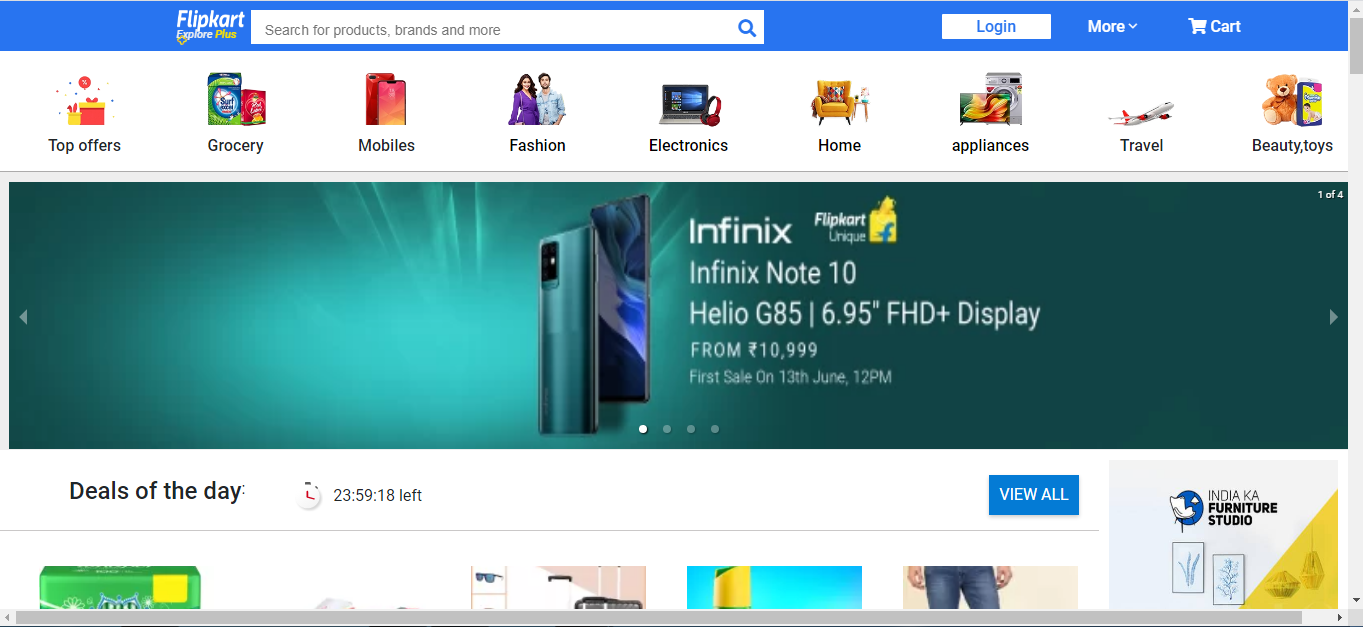 Flipkart
Explore Plus
Search for products, brands and more
Login
More
Cart
Top offers
Grocery
Mobiles
Fashion
Electronics
Home
appliances
Travel
Beauty,toys
1 of 4
Infinix
Flipkart
Unique
Infinix Note 10
Helio G85 | 6.95" FHD+ Display
FROM ₹10,999
First Sale On 13th June, 12PM
Deals of the day:
23:59:18 left
VIEW ALL
INDIA KA
FURNITURE
STUDIO
Surf